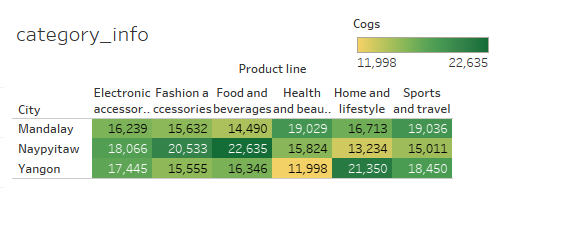 Cogs
category_info
11,998 22,635
Product line
Electronic Fashion a Food and Health Home and Sports
City accessor.. ccessories beverages and beau.. lifestyle and travel
Mandalay 16,239 15,632 14,490 19,029 16,713 19,036
Naypyitaw 18,066 20,533 22,635 15,824 13,234 15,011
Yangon 17,445 15,555 16,346 11,998 21,350 18,450